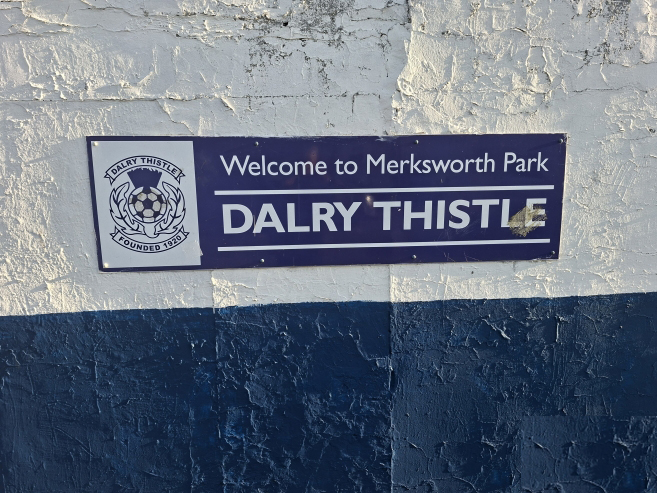 DALRY THISTLE
FOUNDED 1920
Welcome to Merksworth Park
DALRY THISTLE